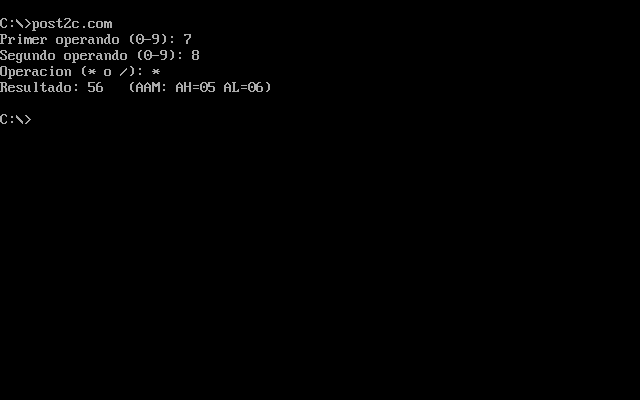 C:\>post2c.com
Primer operando (0-9): 7
Segundo operando (0-9): 8
Operacion (* o /): *
Resultado: 56   (AAM: AH=05 AL=06)
C:\>